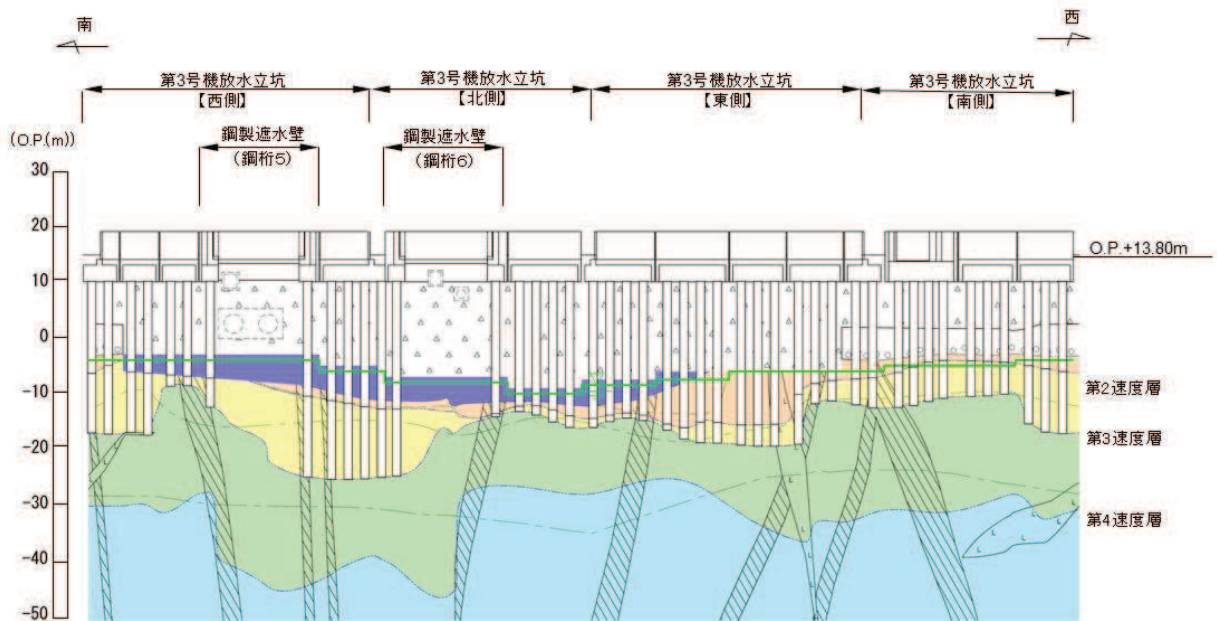 南
西
第3号機放水立坑
【西側】
第3号機放水立坑
【北側】
第3号機放水立坑
【東側】
第3号機放水立坑
【南側】
鋼製遮水壁
(鋼桁5)
鋼製遮水壁
(鋼桁6)
(O.P.(m))
30
20
10
0
-10
-20
-30
-40
-50
O.P.+13.80m
第2速度層
第3速度層
第4速度層